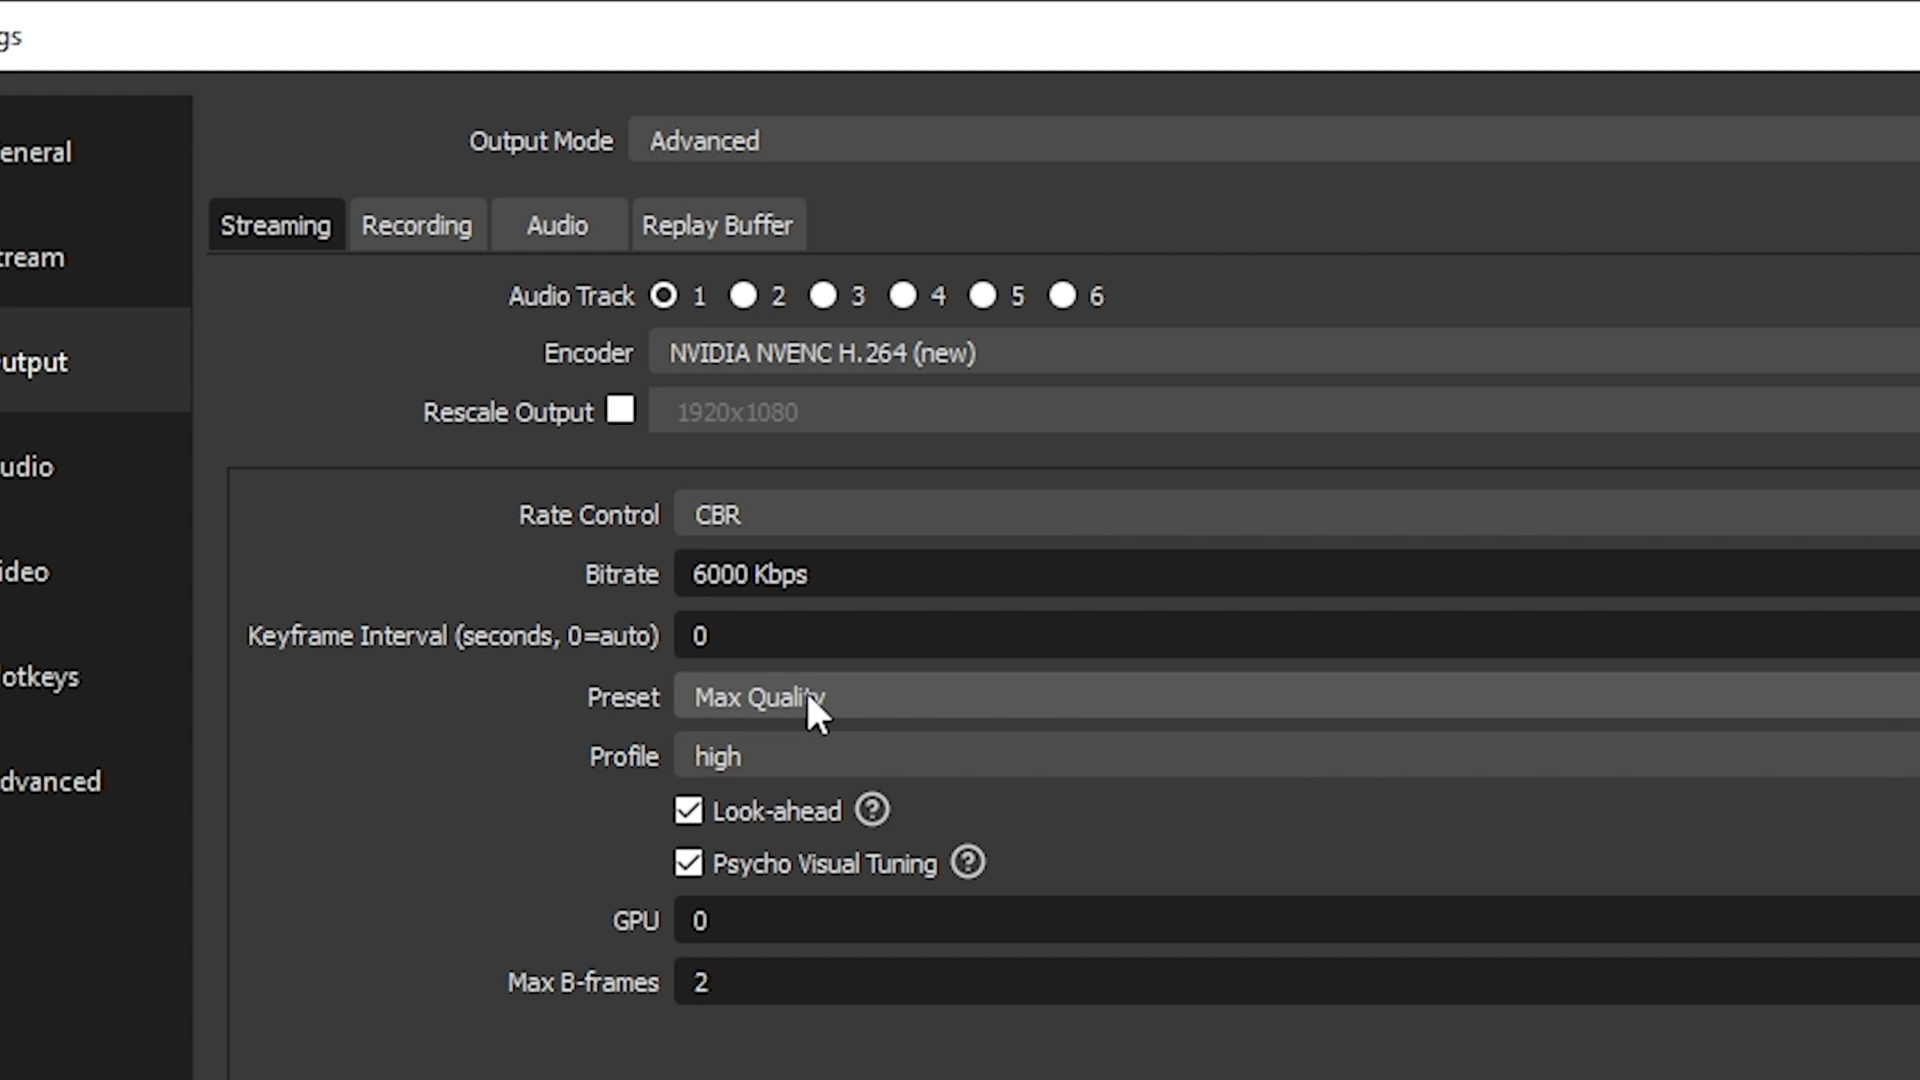 gs
eneral
tream
utput
udio
ideo
otkeys
dvanced
Output Mode Advanced
Streaming Recording Audio Replay Buffer
Audio Track 1 2 3 4 5 6
Encoder NVIDIA NVENC H.264 (new)
Rescale Output 1920x1080
Rate Control CBR
Bitrate 6000 Kbps
Keyframe Interval (seconds, 0=auto) 0
Preset Max Quality
Profile high
Look-ahead ?
Psycho Visual Tuning ?
GPU 0
Max B-frames 2